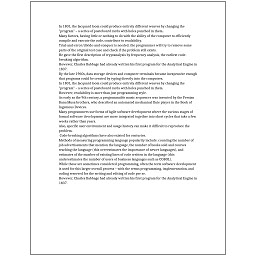 In 1801, the Jacquard loom could produce entirely different weaves by changing the
"program" – a series of pasteboard cards with holes punched in them.
Many factors, having little or nothing to do with the ability of the computer to efficiently
compile and execute the code, contribute to readability.
Trial-and-error/divide-and-conquer is needed: the programmer will try to remove some
parts of the original test case and check if the problem still exists.
He gave the first description of cryptanalysis by frequency analysis, the earliest code-
breaking algorithm.
However, Charles Babbage had already written his first program for the Analytical Engine in
1837.
By the late 1960s, data storage devices and computer terminals became inexpensive enough
that programs could be created by typing directly into the computers.
In 1801, the Jacquard loom could produce entirely different weaves by changing the
"program" – a series of pasteboard cards with holes punched in them.
However, readability is more than just programming style.
As early as the 9th century, a programmable music sequencer was invented by the Persian
Banu Musa brothers, who described an automated mechanical flute player in the Book of
Ingenious Devices.
Many programmers use forms of Agile software development where the various stages of
formal software development are more integrated together into short cycles that take a few
weeks rather than years.
Also, specific user environment and usage history can make it difficult to reproduce the
problem.
Code-breaking algorithms have also existed for centuries.
Methods of measuring programming language popularity include: counting the number of
job advertisements that mention the language, the number of books sold and courses
teaching the language (this overestimates the importance of newer languages), and
estimates of the number of existing lines of code written in the language (this
underestimates the number of users of business languages such as COBOL).
While these are sometimes considered programming, often the term software development
is used for this larger overall process – with the terms programming, implementation, and
coding reserved for the writing and editing of code per se.
However, Charles Babbage had already written his first program for the Analytical Engine in
1837.